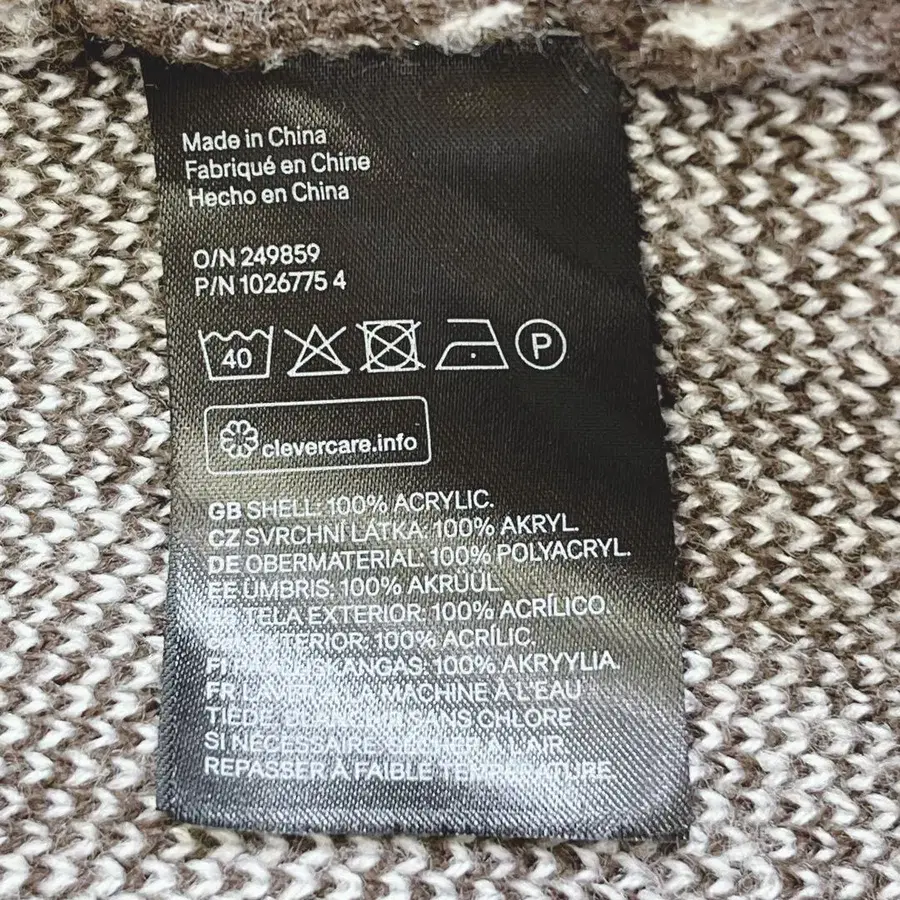 Made in China
Fabriqué en Chine
Hecho en China
O/N 249859
P/N 1026775 4
40
P
clevercare.info
GB SHELL: 100% ACRYLIC.
CZ SVRCHNÍ LÁTKA: 100% AKRYL.
DE OBERMATERIAL: 100% POLYACRYL.
EE ÜMBRIS: 100% AKRÜÜL.
TELA EXTERIOR: 100% ACRÍLICO.
100% ACRÍLIC.
FI 100% AKRYYLIA.
FR MACHINE À L'EAU
TIÈDE, SANS CHLORE
SI NÉCESSAIRE, SÉCHER À L'AIR,
REPASSER À FAIBLE TEMPÉRATURE.